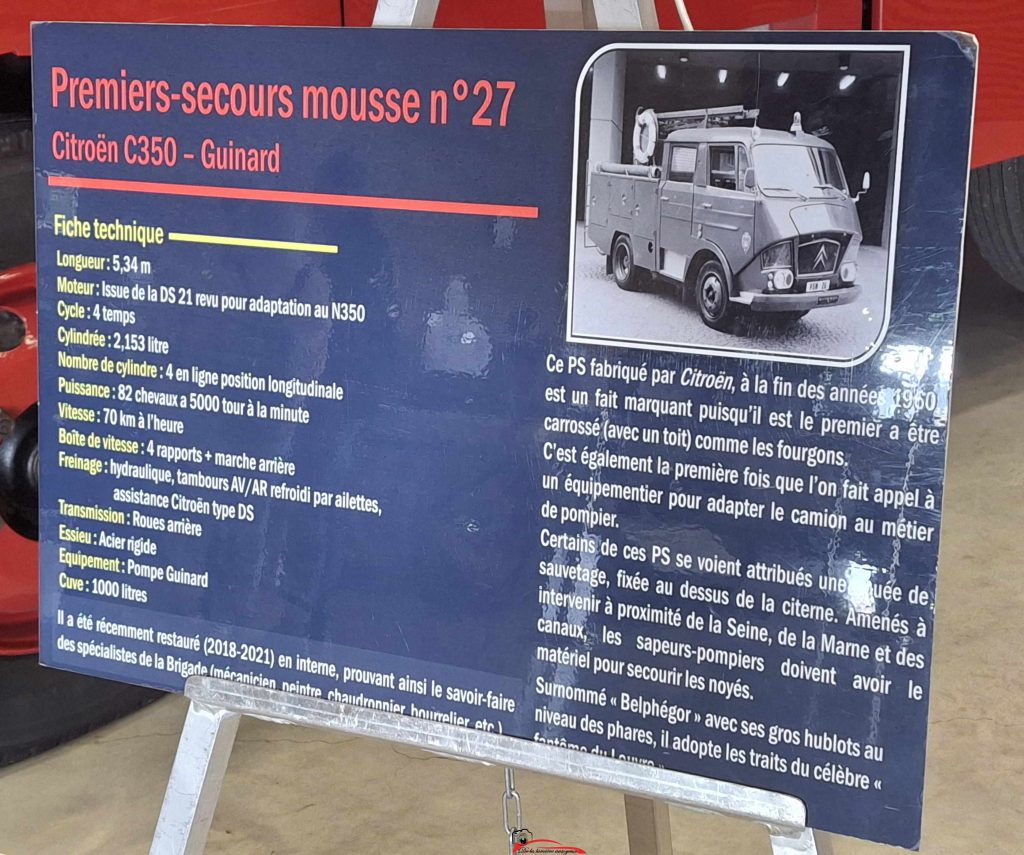 Premiers-secours mousse n°27
Citroën C350 – Guinard
Fiche technique
Longueur : 5,34 m
Moteur : Issue de la DS 21 revu pour adaptation au N350
Cycle : 4 temps
Cylindrée : 2,153 litre
Nombre de cylindre : 4 en ligne position longitudinale
Puissance : 82 chevaux a 5000 tour à la minute
Vitesse : 70 km à l'heure
Boîte de vitesse : 4 rapports + marche arrière
Freinage : hydraulique, tambours AV/AR refroidi par ailettes,
assistance Citroën type DS
Transmission : Roues arrière
Essieu : Acier rigide
Equipement : Pompe Guinard
Cuve : 1000 litres
Il a été récemment restauré (2018-2021) en interne, prouvant ainsi le savoir-faire
des spécialistes de la Brigade (mécanicien, peintre, chaudronnier, bourrelier, etc.)
Ce PS fabriqué par Citroën, à la fin des années 1960,
est un fait marquant puisqu'il est le premier a être
carrossé (avec un toit) comme les fourgons.
C'est également la première fois que l'on fait appel à
un équipementier pour adapter le camion au métier
de pompier.
Certains de ces PS se voient attribués une bouée de
sauvetage, fixée au dessus de la citerne. Amenés à
intervenir à proximité de la Seine, de la Marne et des
canaux, les sapeurs-pompiers doivent avoir le
matériel pour secourir les noyés.
Surnommé « Belphégor » avec ses gros hublots au
niveau des phares, il adopte les traits du célèbre «
fantôme du Louvre »